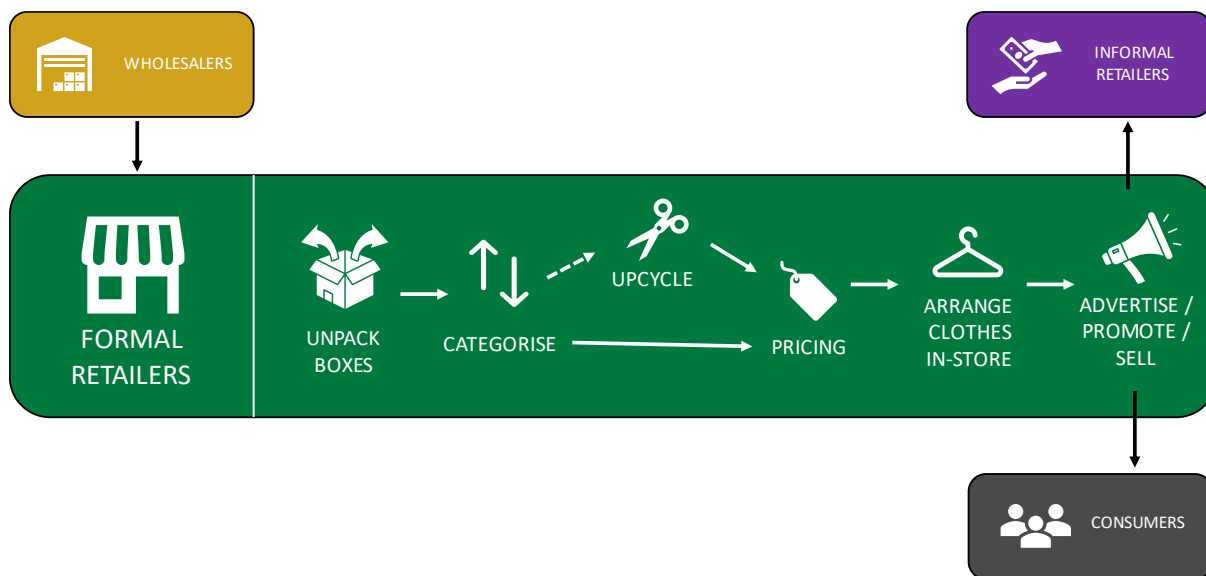 WHOLESALERS
INFORMAL
RETAILERS
FORMAL
RETAILERS
UNPACK
BOXES
CATEGORISE
UPCYCLE
PRICING
ARRANGE
CLOTHES
IN-STORE
ADVERTISE /
PROMOTE /
SELL
CONSUMERS